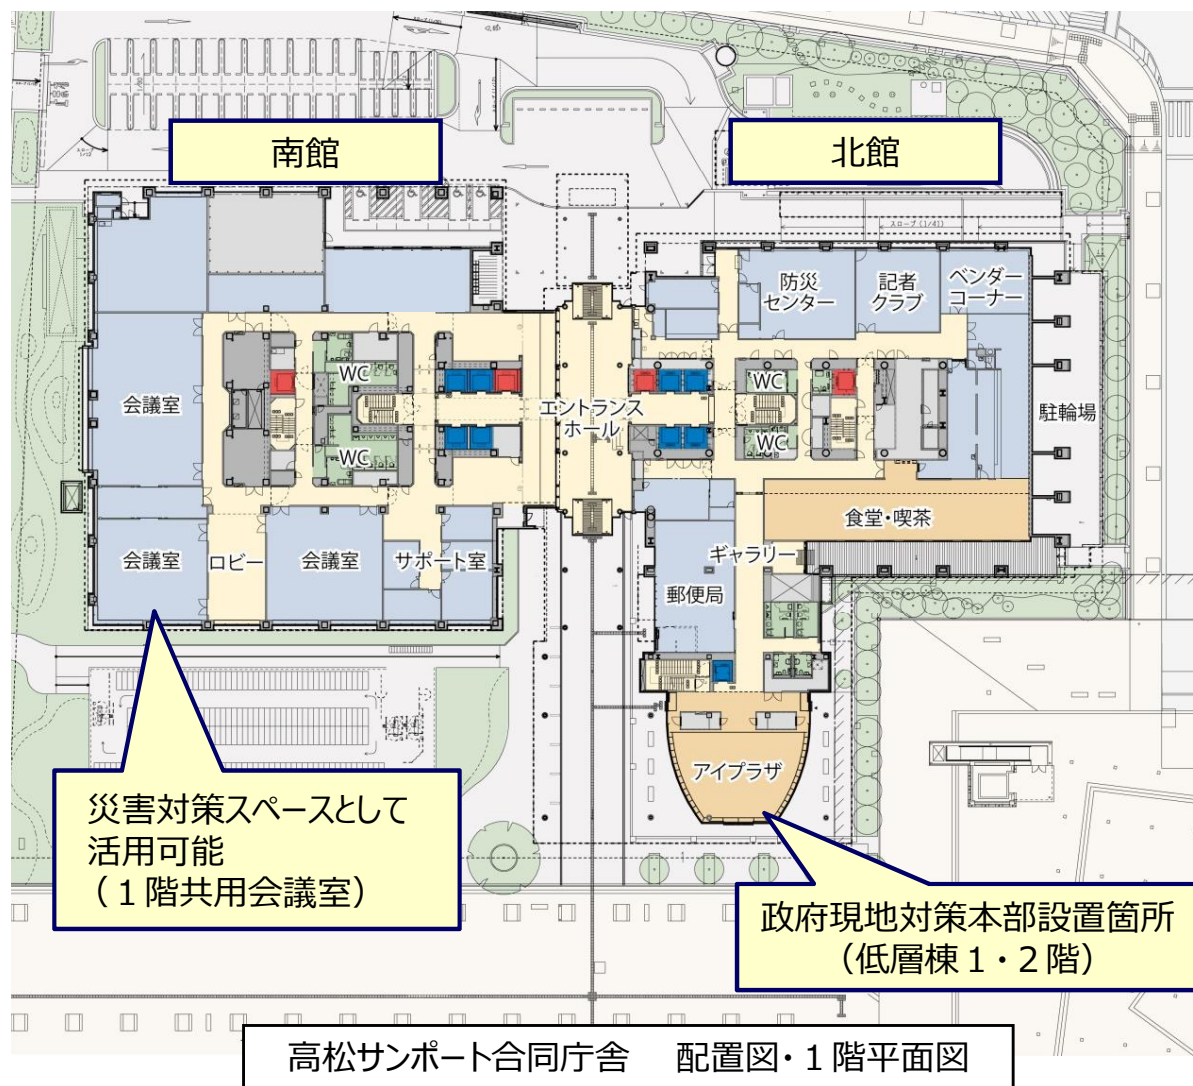 南館
北館
スロープ (1/41)
防災
センター
記者
クラブ
ベンダー
コーナー
WC
WC
会議室
エントランス
ホール
駐輪場
WC
WC
食堂・喫茶
会議室
ロビー
会議室
サポート室
ギャラリー
郵便局
アイプラザ
災害対策スペースとして
活用可能
（１階共用会議室）
政府現地対策本部設置箇所
（低層棟１・２階）
高松サンポート合同庁舎　配置図・１階平面図